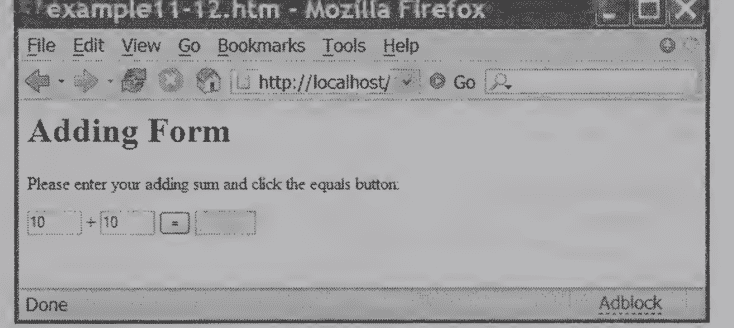 example11-12.htm - Mozilla Firefox
File Edit View Go Bookmarks Tools Help
http://localhost/ Go
Adding Form
Please enter your adding sum and click the equals button:
10 + 10 =
Done Adblock